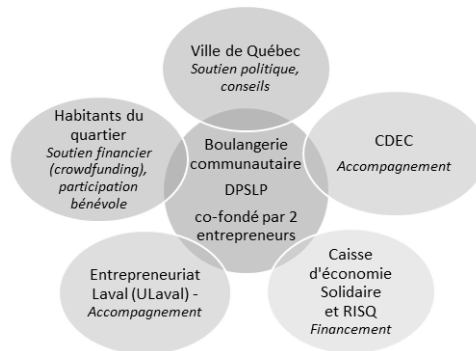 Ville de Québec
Soutien politique,
conseils
Habitants du
quartier
Soutien financier
(crowdfunding),
participation
bénévole
Boulangerie
communautaire
DPSLP
co-fondé par 2
entrepreneurs
CDEC
Accompagnement
Entrepreneuriat
Laval (ULaval) -
Accompagnement
Caisse
d'économie
Solidaire
et RISQ
Financement